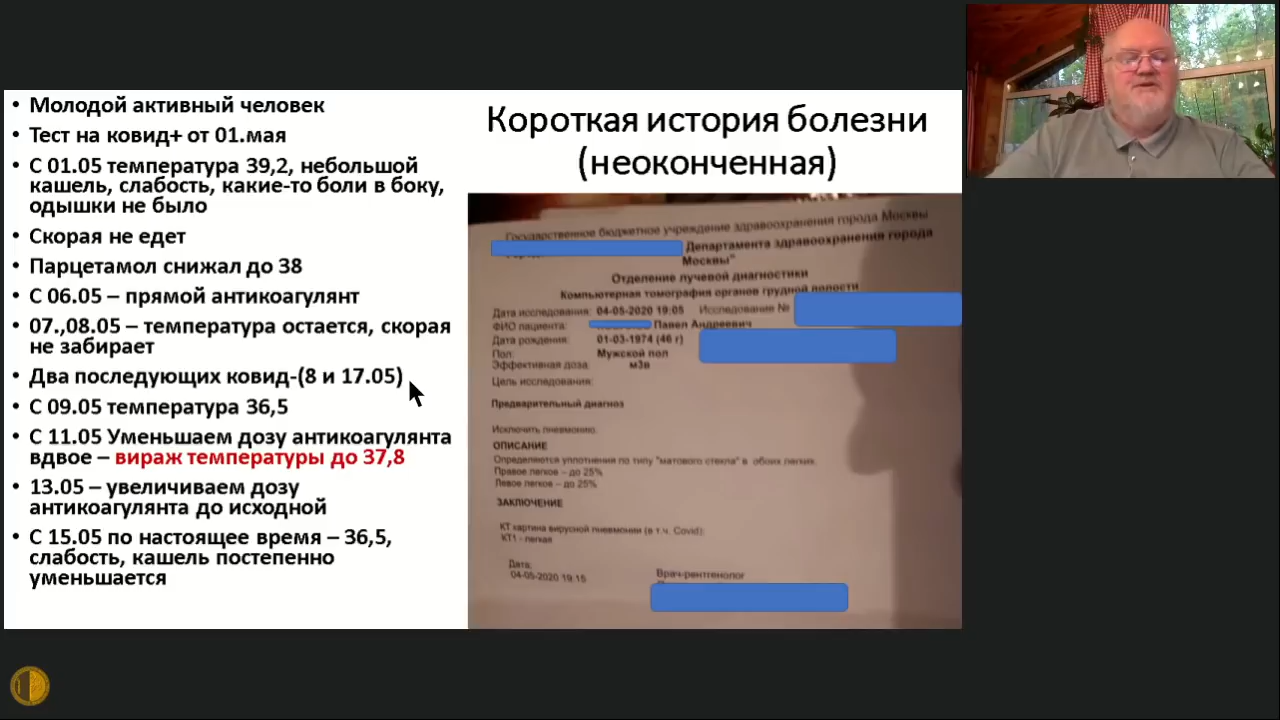 • Молодой активный человек
• Тест на ковид+ от 01.мая
• С 01.05 температура 39,2, небольшой
кашель, слабость, какие-то боли в боку,
одышки не было
• Скорая не едет
• Парцетамол снижал до 38
• С 06.05 – прямой антикоагулянт
• 07.,08.05 – температура остается, скорая
не забирает
• Два последующих ковид-(8 и 17.05)
• С 09.05 температура 36,5
• С 11.05 Уменьшаем дозу антикоагулянта
вдвое – вираж температуры до 37,8
• 13.05 – увеличиваем дозу
антикоагулянта до исходной
• С 15.05 по настоящее время – 36,5,
слабость, кашель постепенно
уменьшается
Короткая история болезни
(неоконченная)
Государственное бюджетное учреждение здравоохранения города Москвы
Департамента здравоохранения города
Москвы"
Отделение лучевой диагностики
Компьютерная томография органов грудной полости
Дата исследования: 04-05-2020 19:05 Исследование №
ФИО пациента: Павел Андреевич
Дата рождения: 01-03-1974 (46 г)
Пол: Мужской пол
Эффективная доза: мЗв
Цель исследования:
Предварительный диагноз
Исключить пневмонию.
ОПИСАНИЕ
Определяются уплотнения по типу "матового стекла" в обоих легких.
Правое легкое – до 25%
Левое легкое – до 25%
ЗАКЛЮЧЕНИЕ
КТ картина вирусной пневмонии (в т.ч. Covid):
КТ1 - легкая
Дата:
04-05-2020 19:15
Врач-рентгенолог